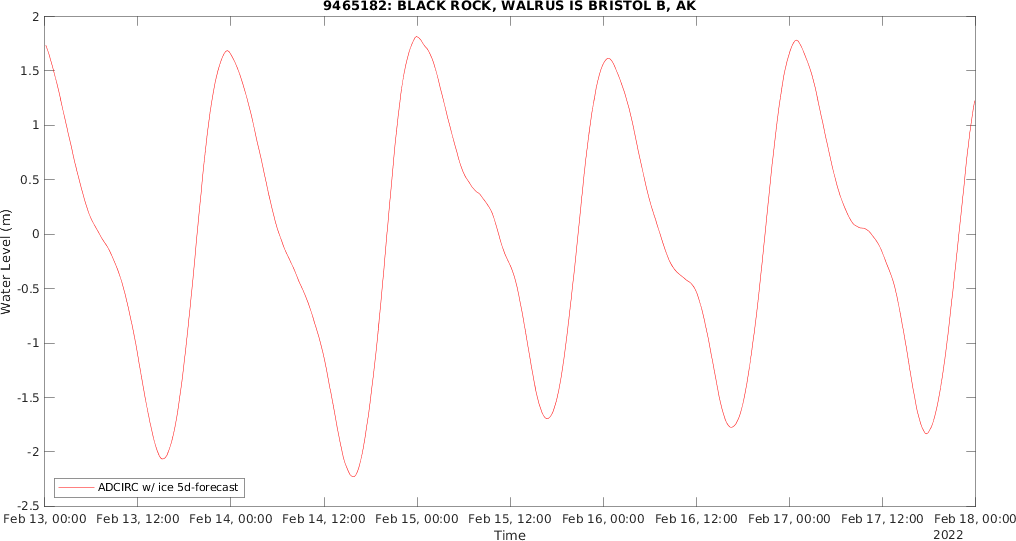 9465182: BLACK ROCK, WALRUS IS BRISTOL B, AK
2
1.5
1
0.5
0
-0.5
-1
-1.5
-2
-2.5
Water Level (m)
ADCIRC w/ ice 5d-forecast
Feb 13, 00:00 Feb 13, 12:00 Feb 14, 00:00 Feb 14, 12:00 Feb 15, 00:00 Feb 15, 12:00 Feb 16, 00:00 Feb 16, 12:00 Feb 17, 00:00 Feb 17, 12:00 Feb 18, 00:00
Time
2022